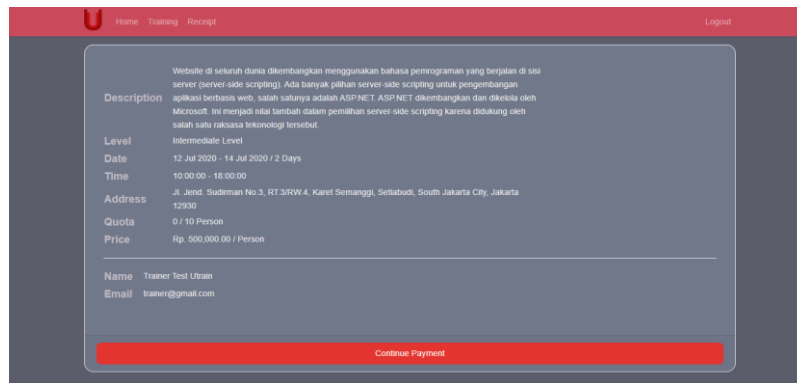 U Home Training Receipt Logout
Website di seluruh dunia dikembangkan menggunakan bahasa pemrograman yang berjalan di sisi
server (server-side scripting). Ada banyak pilihan server-side scripting untuk pengembangan
Description aplikasi berbasis web, salah satunya adalah ASP.NET. ASP.NET dikembangkan dan dikelola oleh
Microsoft. Ini menjadi nilai tambah dalam pemilihan server-side scripting karena didukung oleh
salah satu raksasa tekonologi tersebut.
Level Intermediate Level
Date 12 Jul 2020 - 14 Jul 2020 / 2 Days
Time 10:00:00 - 18:00:00
Address Jl. Jend. Sudirman No.3, RT.3/RW.4, Karet Semanggi, Setiabudi, South Jakarta City, Jakarta
12930
Quota 0 / 10 Person
Price Rp. 500,000.00 / Person
Name Trainer Test Utrain
Email trainer@gmail.com
Continue Payment